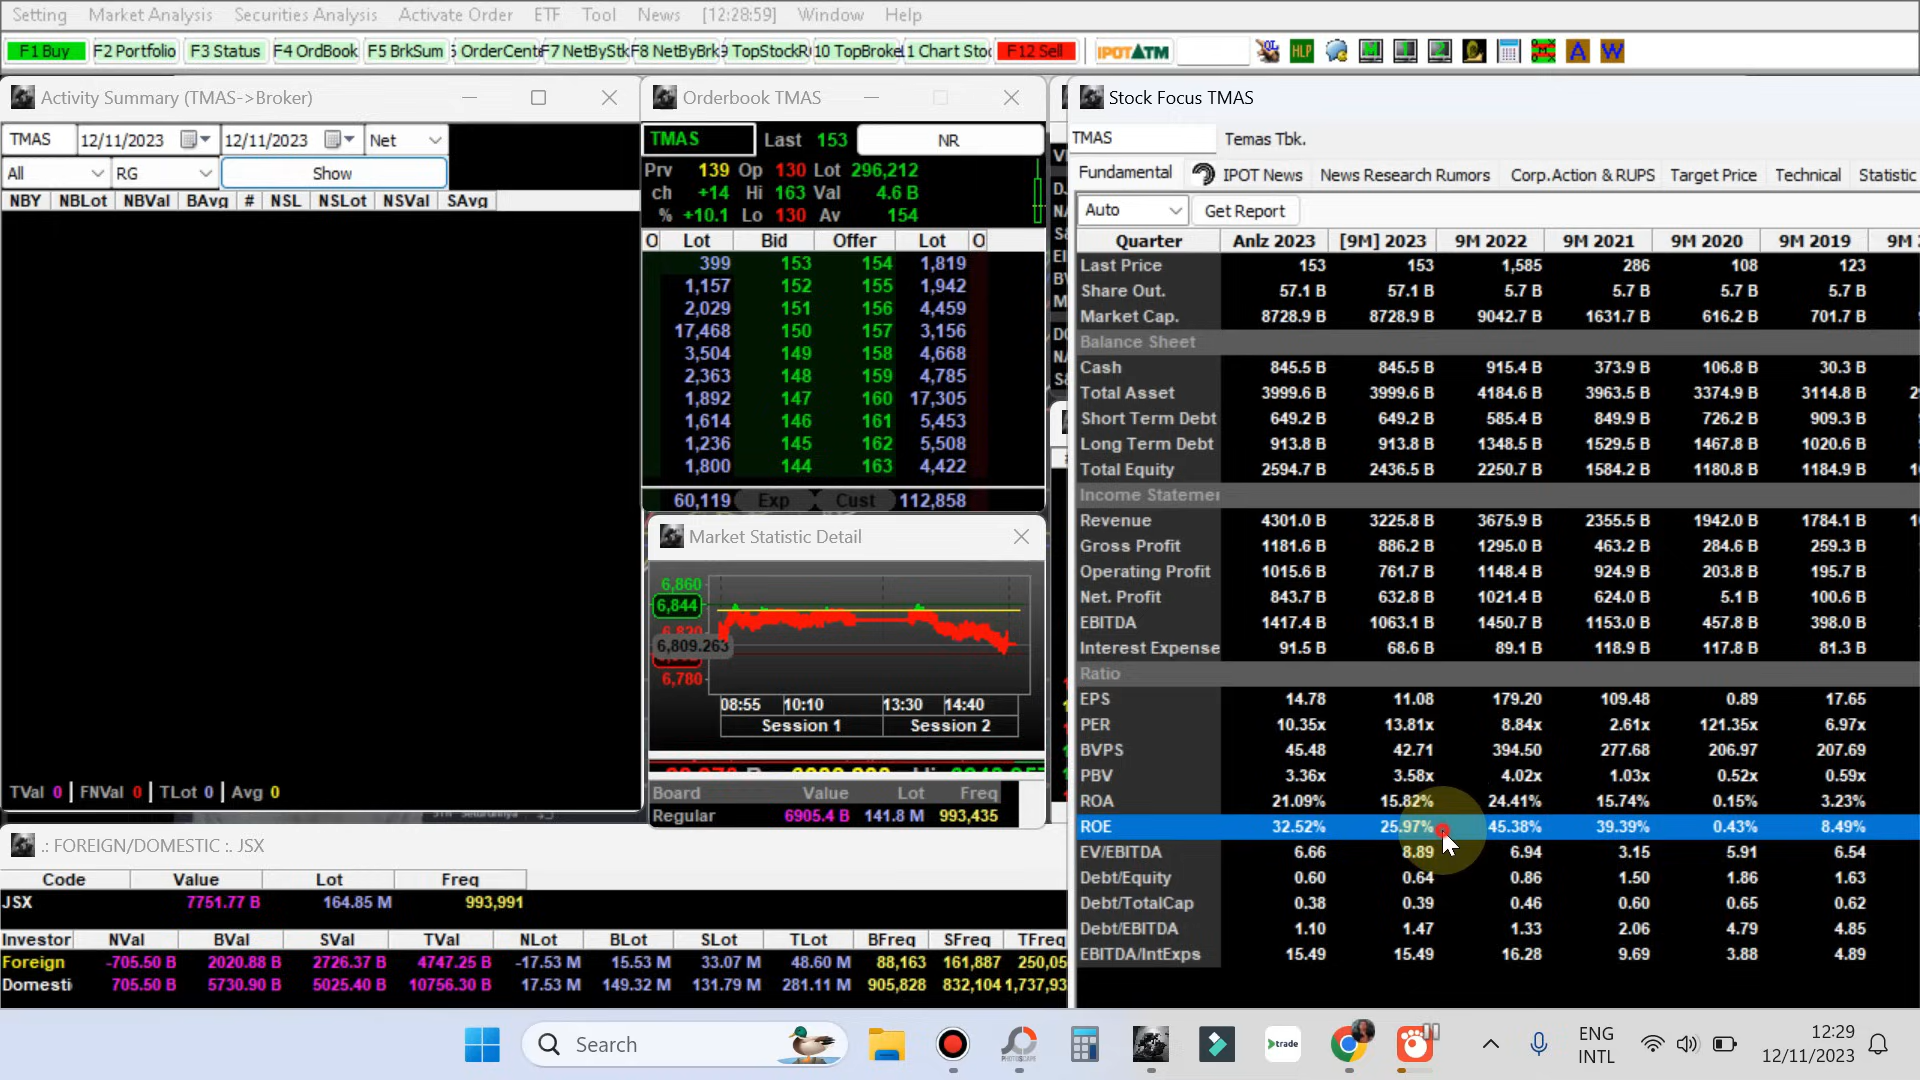 Setting Market Analysis Securities Analysis Activate Order ETF Tool News [12:28:59] Window Help
F1 Buy F2 Portfolio F3 Status F4 OrdBook F5 BrkSum OrderCent F7 NetByStk F8 NetByBrk TopStock 10 TopBroke 1 Chart Sto F12 Sell IPOTATM HLP A W
Activity Summary (TMAS->Broker)
TMAS 12/11/2023 12/11/2023 Net
All RG Show
NBY NBLot NBVal BAvg # NSL NSLot NSVal SAvg
TVal 0 | FNVal 0 | TLot 0 | Avg 0
Orderbook TMAS
TMAS Last 153 NR
Prv 139 Op 130 Lot 296,212
ch +14 Hi 163 Val 4.6 B
% +10.1 Lo 130 Av 154
O Lot Bid Offer Lot O
399 153 154 1,819
1,157 152 155 1,942
2,029 151 156 4,459
17,468 150 157 3,156
3,504 149 158 4,668
2,363 148 159 4,785
1,892 147 160 17,305
1,614 146 161 5,453
1,236 145 162 5,508
1,800 144 163 4,422
60,119 Exp Cust 112,858
Market Statistic Detail
6,860
6,844
6,809.263
6,780
08:55 10:10 13:30 14:40
Session 1 Session 2
Board Value Lot Freq
Regular 6905.4 B 141.8 M 993,435
Stock Focus TMAS
TMAS Temas Tbk.
Fundamental IPOT News News Research Rumors Corp.Action & RUPS Target Price Technical Statistic
Auto Get Report
Quarter Anlz 2023 [9M] 2023 9M 2022 9M 2021 9M 2020 9M 2019 9M
Last Price 153 153 1,585 286 108 123
Share Out. 57.1 B 57.1 B 5.7 B 5.7 B 5.7 B 5.7 B
Market Cap. 8728.9 B 8728.9 B 9042.7 B 1631.7 B 616.2 B 701.7 B
Balance Sheet
Cash 845.5 B 845.5 B 915.4 B 373.9 B 106.8 B 30.3 B
Total Asset 3999.6 B 3999.6 B 4184.6 B 3963.5 B 3374.9 B 3114.8 B 2
Short Term Debt 649.2 B 649.2 B 585.4 B 849.9 B 726.2 B 909.3 B
Long Term Debt 913.8 B 913.8 B 1348.5 B 1529.5 B 1467.8 B 1020.6 B
Total Equity 2594.7 B 2436.5 B 2250.7 B 1584.2 B 1180.8 B 1184.9 B 1
Income Statemer
Revenue 4301.0 B 3225.8 B 3675.9 B 2355.5 B 1942.0 B 1784.1 B 1
Gross Profit 1181.6 B 886.2 B 1295.0 B 463.2 B 284.6 B 259.3 B
Operating Profit 1015.6 B 761.7 B 1148.4 B 924.9 B 203.8 B 195.7 B
Net. Profit 843.7 B 632.8 B 1021.4 B 624.0 B 5.1 B 100.6 B
EBITDA 1417.4 B 1063.1 B 1450.7 B 1153.0 B 457.8 B 398.0 B
Interest Expense 91.5 B 68.6 B 89.1 B 118.9 B 117.8 B 81.3 B
Ratio
EPS 14.78 11.08 179.20 109.48 0.89 17.65
PER 10.35x 13.81x 8.84x 2.61x 121.35x 6.97x
BVPS 45.48 42.71 394.50 277.68 206.97 207.69
PBV 3.36x 3.58x 4.02x 1.03x 0.52x 0.59x
ROA 21.09% 15.82% 24.41% 15.74% 0.15% 3.23%
ROE 32.52% 25.97% 45.38% 39.39% 0.43% 8.49%
EV/EBITDA 6.66 8.89 6.94 3.15 5.91 6.54
Debt/Equity 0.60 0.64 0.86 1.50 1.86 1.63
Debt/TotalCap 0.38 0.39 0.46 0.60 0.65 0.62
Debt/EBITDA 1.10 1.47 1.33 2.06 4.79 4.85
EBITDA/IntExps 15.49 15.49 16.28 9.69 3.88 4.89
.: FOREIGN/DOMESTIC :. JSX
Code Value Lot Freq
JSX 7751.77 B 164.85 M 993,991
Investor NVal BVal SVal TVal NLot BLot SLot TLot BFreq SFreq TFreq
Foreign -705.50 B 2020.88 B 2726.37 B 4747.25 B -17.53 M 15.53 M 33.07 M 48.60 M 88,163 161,887 250,05
Domesti 705.50 B 5730.90 B 5025.40 B 10756.30 B 17.53 M 149.32 M 131.79 M 281.11 M 905,828 832,104 1,737,93
Search trade ENG 12:29
INTL 12/11/2023